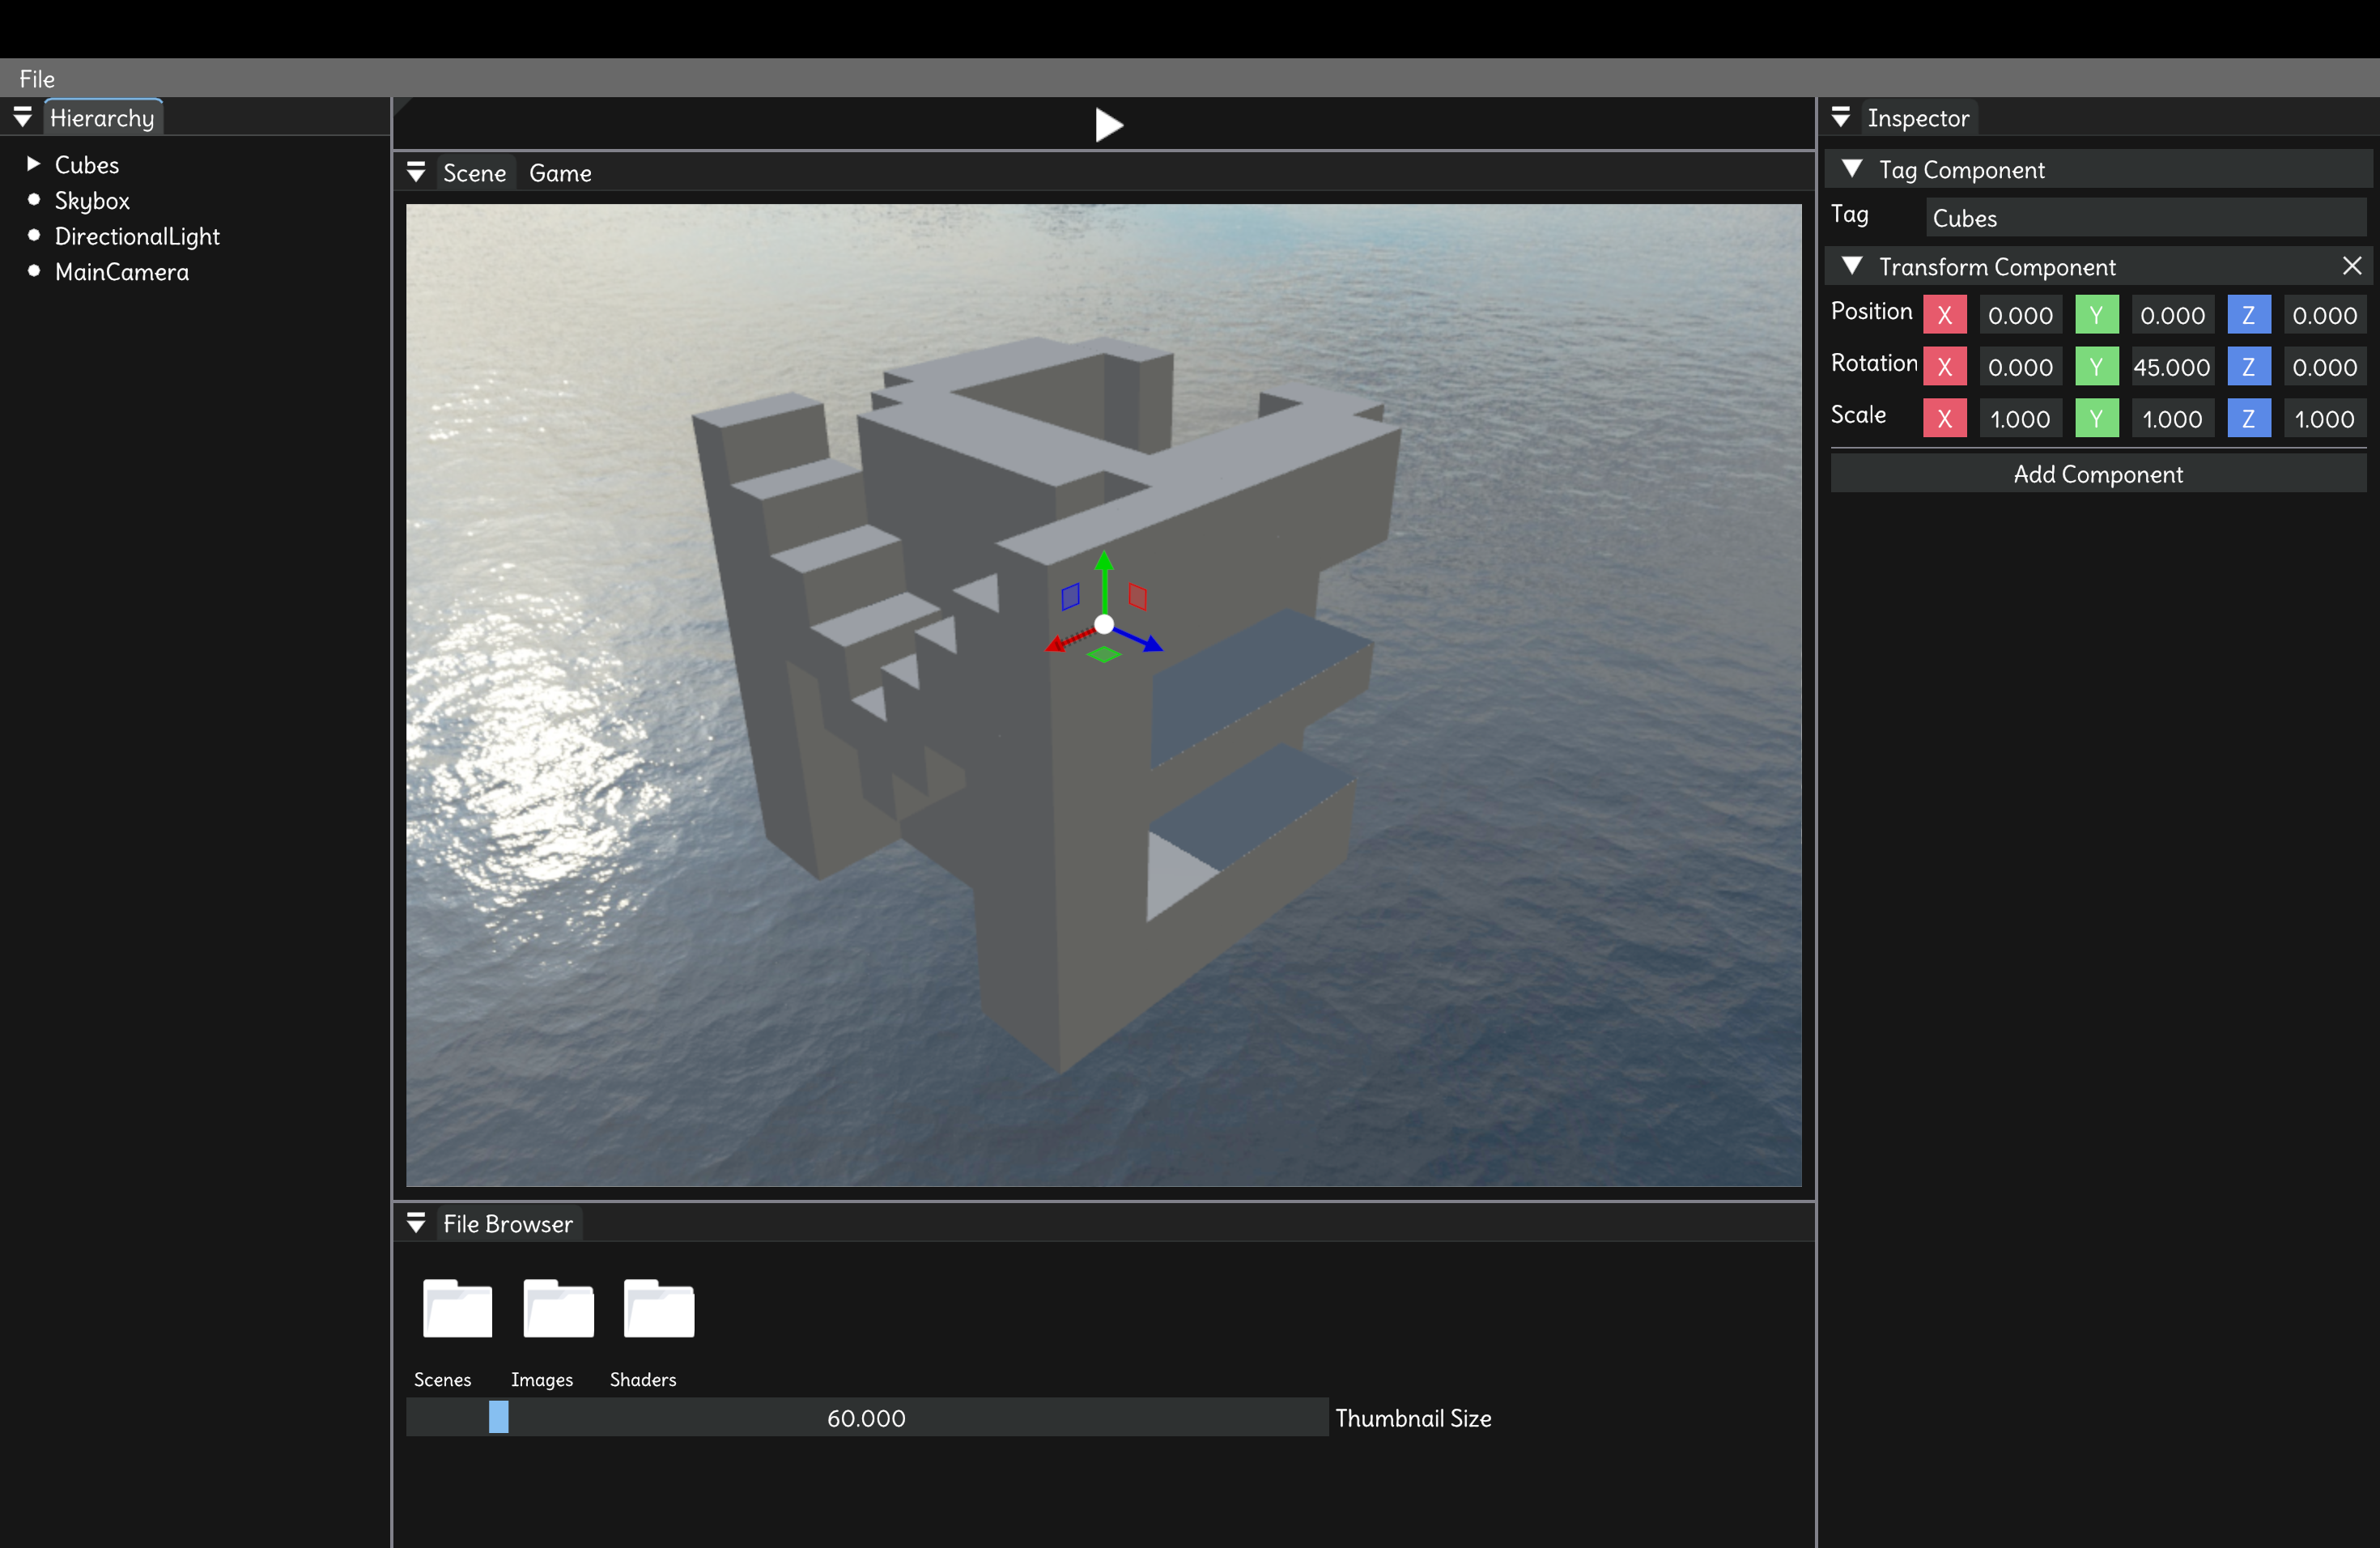 File
Hierarchy
Cubes
Skybox
DirectionalLight
MainCamera
Scene Game
File Browser
Scenes Images Shaders
60.000 Thumbnail Size
Inspector
Tag Component
Tag Cubes
Transform Component
Position X 0.000 Y 0.000 Z 0.000
Rotation X 0.000 Y 45.000 Z 0.000
Scale X 1.000 Y 1.000 Z 1.000
Add Component